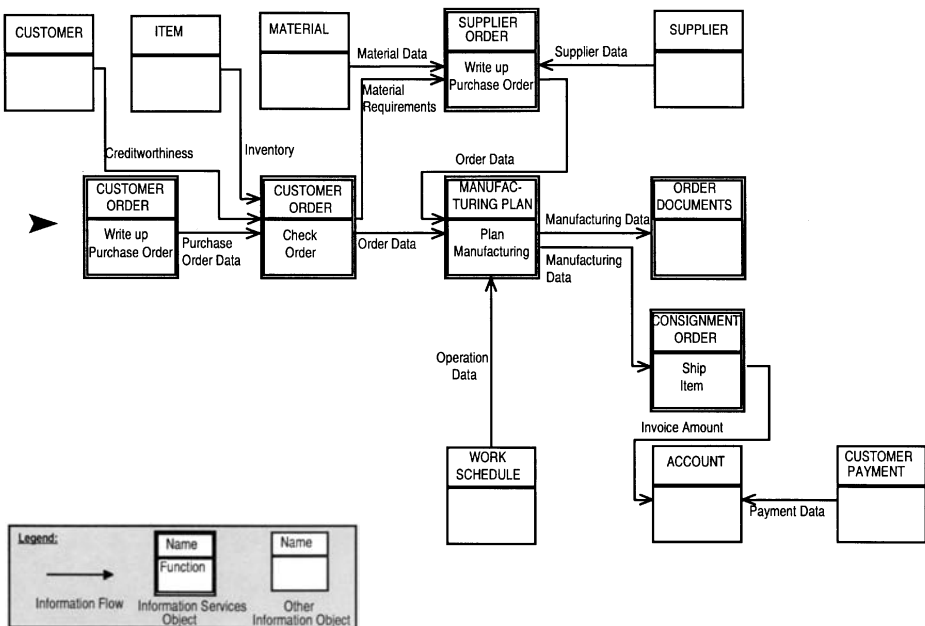 CUSTOMER
ITEM
MATERIAL
SUPPLIER
ORDER
Write up
Purchase Order
SUPPLIER
Material Data
Supplier Data
Material
Requirements
Creditworthiness
Inventory
Order Data
CUSTOMER
ORDER
Write up
Purchase Order
Purchase
Order Data
CUSTOMER
ORDER
Check
Order
Order Data
MANUFAC-
TURING PLAN
Plan
Manufacturing
Manufacturing Data
Manufacturing
Data
ORDER
DOCUMENTS
CONSIGNMENT
ORDER
Ship
Item
Operation
Data
Invoice Amount
WORK
SCHEDULE
ACCOUNT
CUSTOMER
PAYMENT
Payment Data
Legend:
Information Flow
Name
Function
Information Services
Object
Name
Other
Information Object